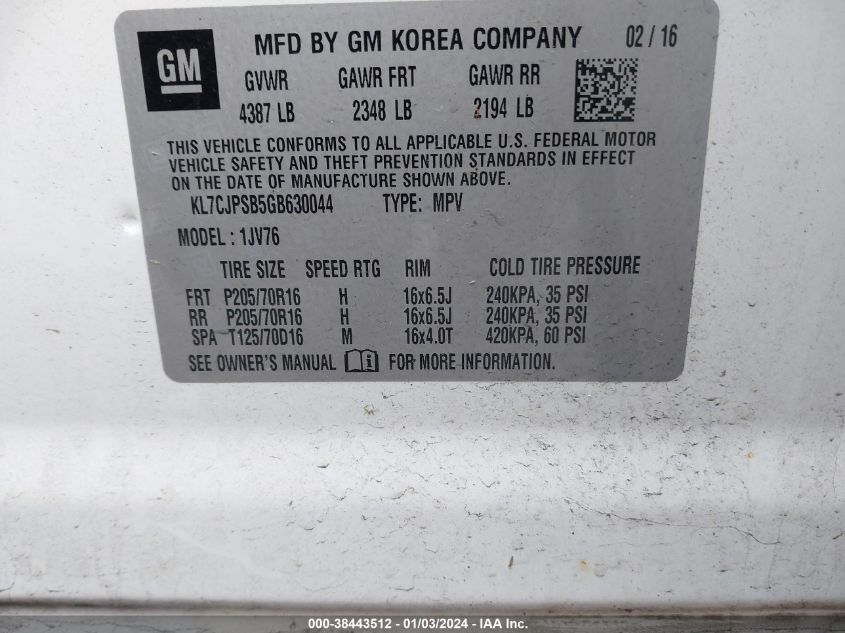 GM MFD BY GM KOREA COMPANY 02 / 16
GVWR GAWR FRT GAWR RR
4387 LB 2348 LB 2194 LB
THIS VEHICLE CONFORMS TO ALL APPLICABLE U.S. FEDERAL MOTOR
VEHICLE SAFETY AND THEFT PREVENTION STANDARDS IN EFFECT
ON THE DATE OF MANUFACTURE SHOWN ABOVE.
KL7CJPSB5GB630044 TYPE: MPV
MODEL : 1JV76
TIRE SIZE SPEED RTG RIM COLD TIRE PRESSURE
FRT P205/70R16 H 16x6.5J 240KPA, 35 PSI
RR P205/70R16 H 16x6.5J 240KPA, 35 PSI
SPA T125/70D16 M 16x4.0T 420KPA, 60 PSI
SEE OWNER'S MANUAL FOR MORE INFORMATION.
000-38443512 - 01/03/2024 - IAA Inc.